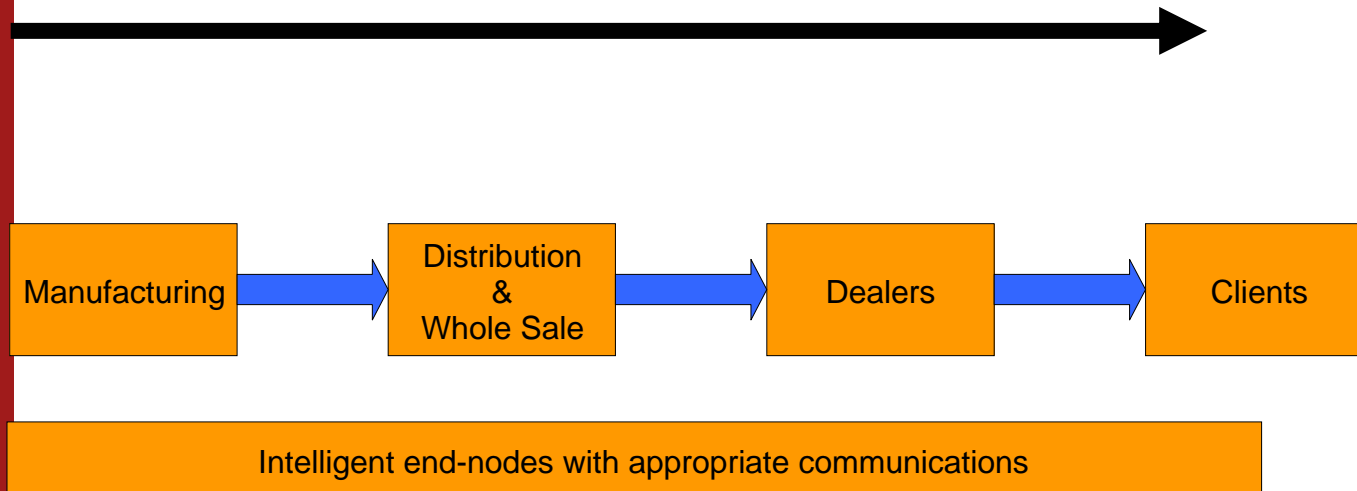 Manufacturing
Distribution
&
Whole Sale
Dealers
Clients
Intelligent end-nodes with appropriate communications